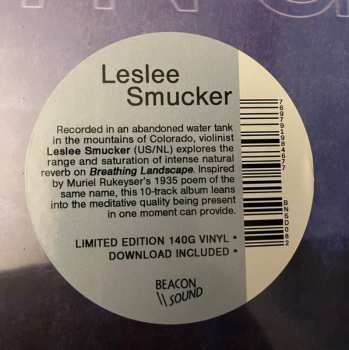 Leslee
Smucker
Recorded in an abandoned water tank
in the mountains of Colorado, violinist
Leslee Smucker (US/NL) explores the
range and saturation of intense natural
reverb on Breathing Landscape. Inspired
by Muriel Rukeyser's 1935 poem of the
same name, this 10-track album leans
into the meditative quality being present
in one moment can provide.
LIMITED EDITION 140G VINYL *
DOWNLOAD INCLUDED *
BEACON
\\ SOUND